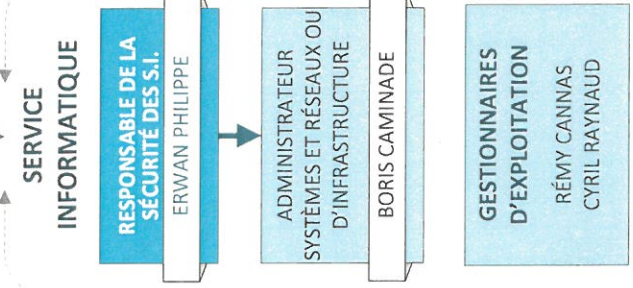 SERVICE
INFORMATIQUE
RESPONSABLE DE LA
SÉCURITÉ DES S.I.
ERWAN PHILIPPE
ADMINISTRATEUR
SYSTÈMES ET RÉSEAUX OU
D'INFRASTRUCTURE
BORIS CAMINADE
GESTIONNAIRES
D'EXPLOITATION
RÉMY CANNAS
CYRIL RAYNAUD